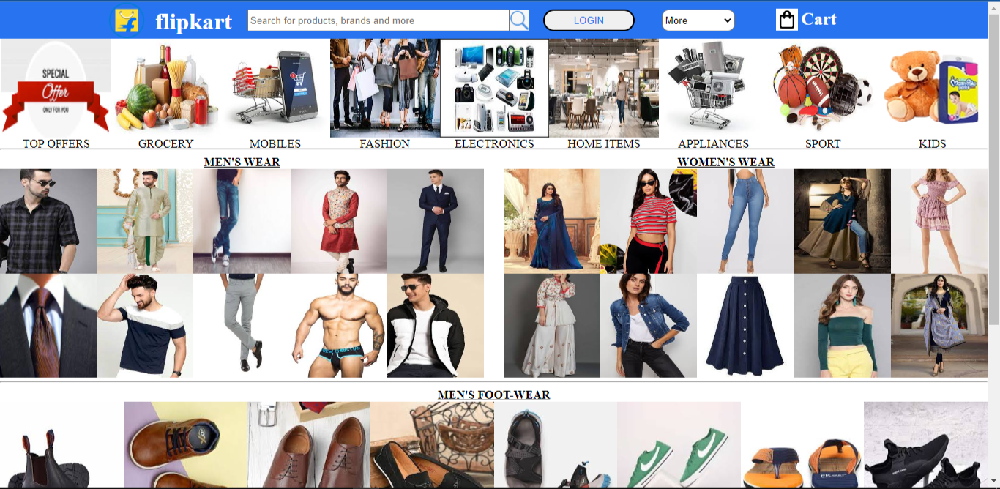 flipkart
Search for products, brands and more
LOGIN
More
Cart
SPECIAL
Offer
ONLY FOR YOU
TOP OFFERS
GROCERY
MOBILES
FASHION
ELECTRONICS
HOME ITEMS
APPLIANCES
SPORT
KIDS
MEN'S WEAR
WOMEN'S WEAR
MEN'S FOOT-WEAR